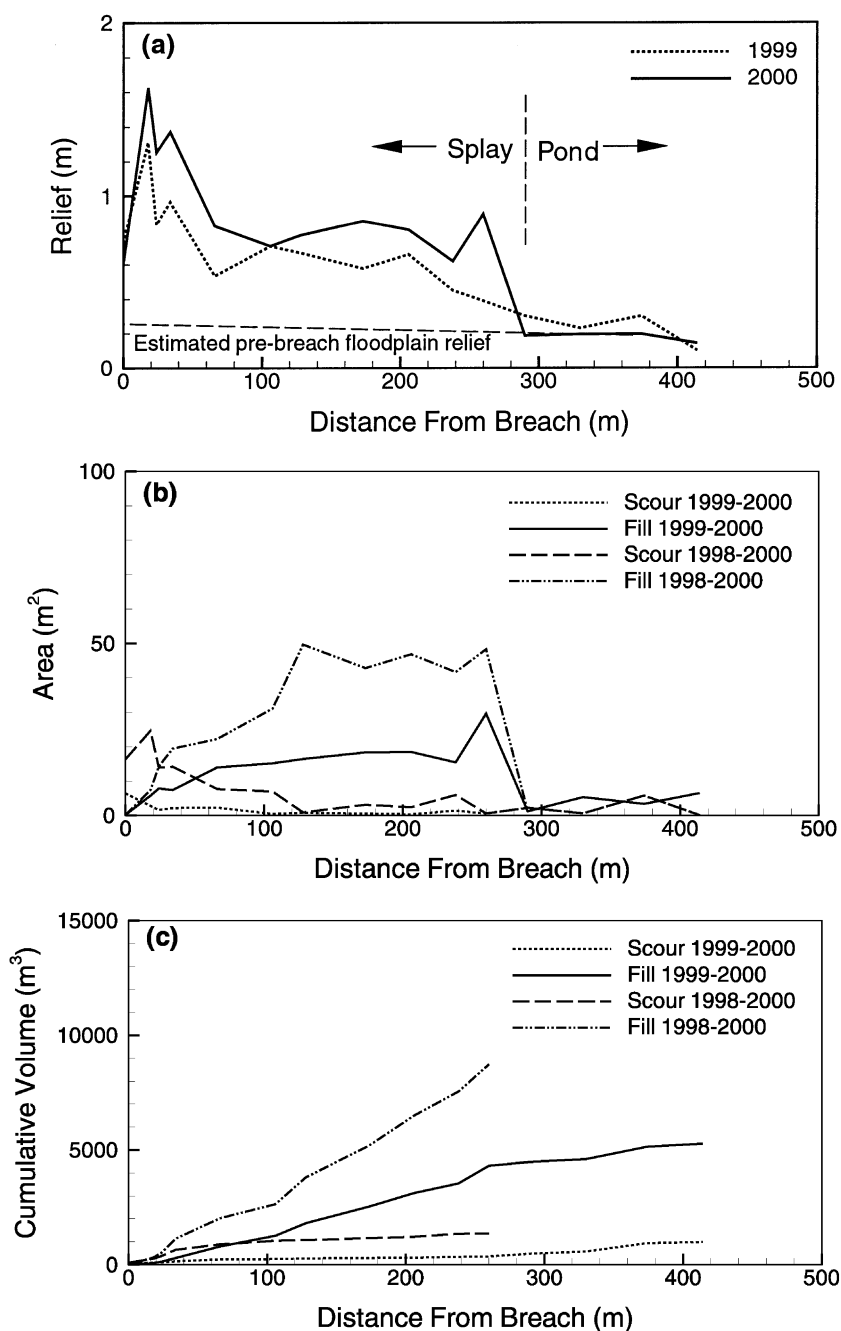 (a)
1999
2000
Splay
Pond
Estimated pre-breach floodplain relief
Relief (m)
2
1
0
0
100
200
300
400
500
Distance From Breach (m)
(b)
Scour 1999-2000
Fill 1999-2000
Scour 1998-2000
Fill 1998-2000
Area (m²)
100
50
0
0
100
200
300
400
500
Distance From Breach (m)
(c)
Scour 1999-2000
Fill 1999-2000
Scour 1998-2000
Fill 1998-2000
Cumulative Volume (m³)
15000
10000
5000
0
0
100
200
300
400
500
Distance From Breach (m)